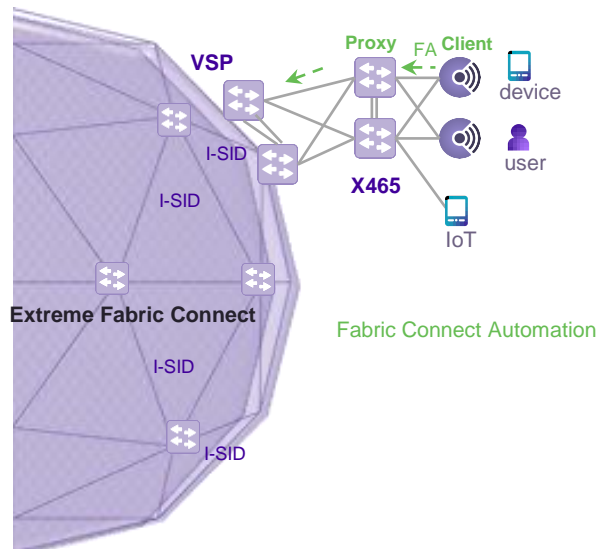 Proxy
FA
Client
VSP
device
I-SID
user
X465
I-SID
IoT
Extreme Fabric Connect
Fabric Connect Automation
I-SID
I-SID